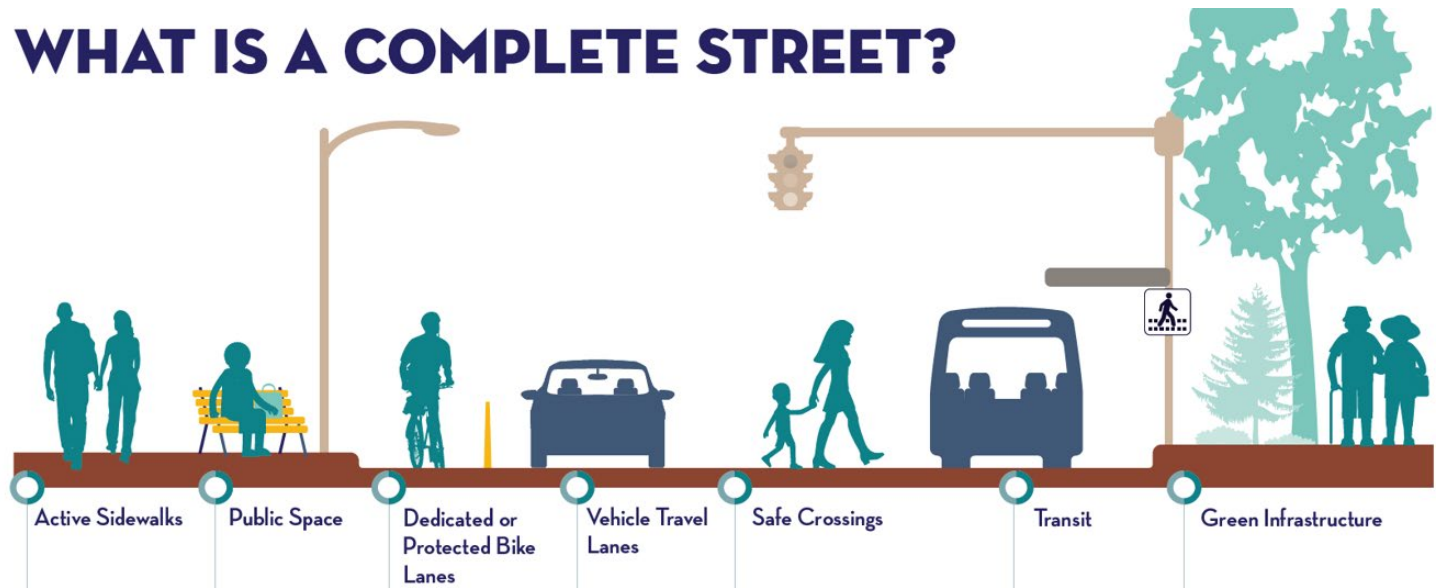 WHAT IS A COMPLETE STREET?
Active Sidewalks
Public Space
Dedicated or
Protected Bike
Lanes
Vehicle Travel
Lanes
Safe Crossings
Transit
Green Infrastructure